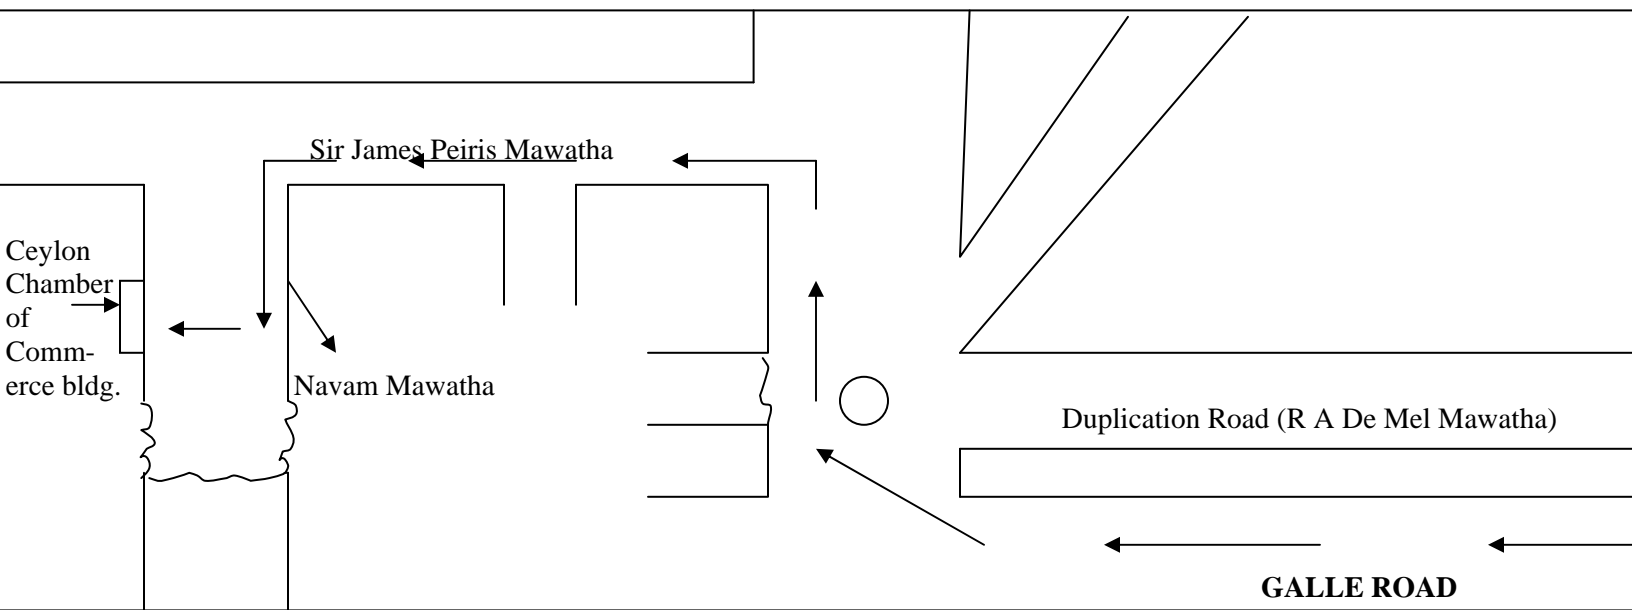 Sir James Peiris Mawatha
Ceylon
Chamber
of
Comm-
erce bldg.
Navam Mawatha
Duplication Road (R A De Mel Mawatha)
GALLE ROAD